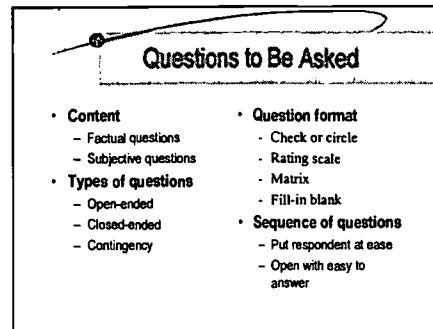 Questions to Be Asked
• Content
– Factual questions
– Subjective questions
• Types of questions
– Open-ended
– Closed-ended
– Contingency
• Question format
- Check or circle
- Rating scale
- Matrix
- Fill-in blank
• Sequence of questions
– Put respondent at ease
– Open with easy to
answer